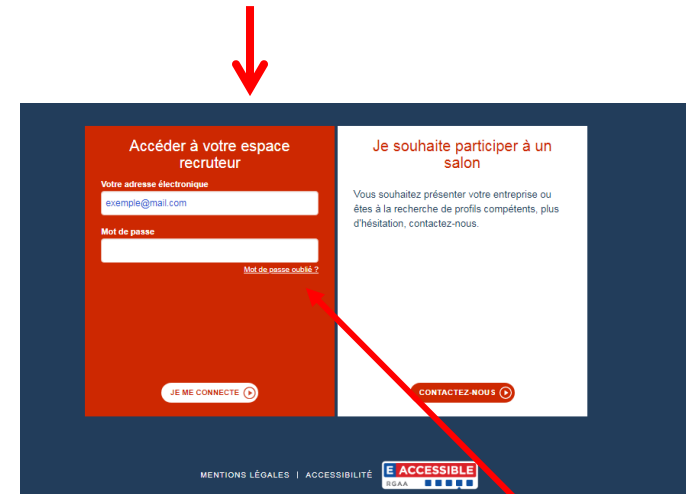 Accéder à votre espace
recruteur
Votre adresse électronique
exemple@mail.com
Mot de passe
Mot de passe oublié ?
JE ME CONNECTE
Je souhaite participer à un
salon
Vous souhaitez présenter votre entreprise ou
êtes à la recherche de profils compétents, plus
d'hésitation, contactez-nous.
CONTACTEZ-NOUS
MENTIONS LÉGALES | ACCESSIBILITÉ
E ACCESSIBLE
RGAA